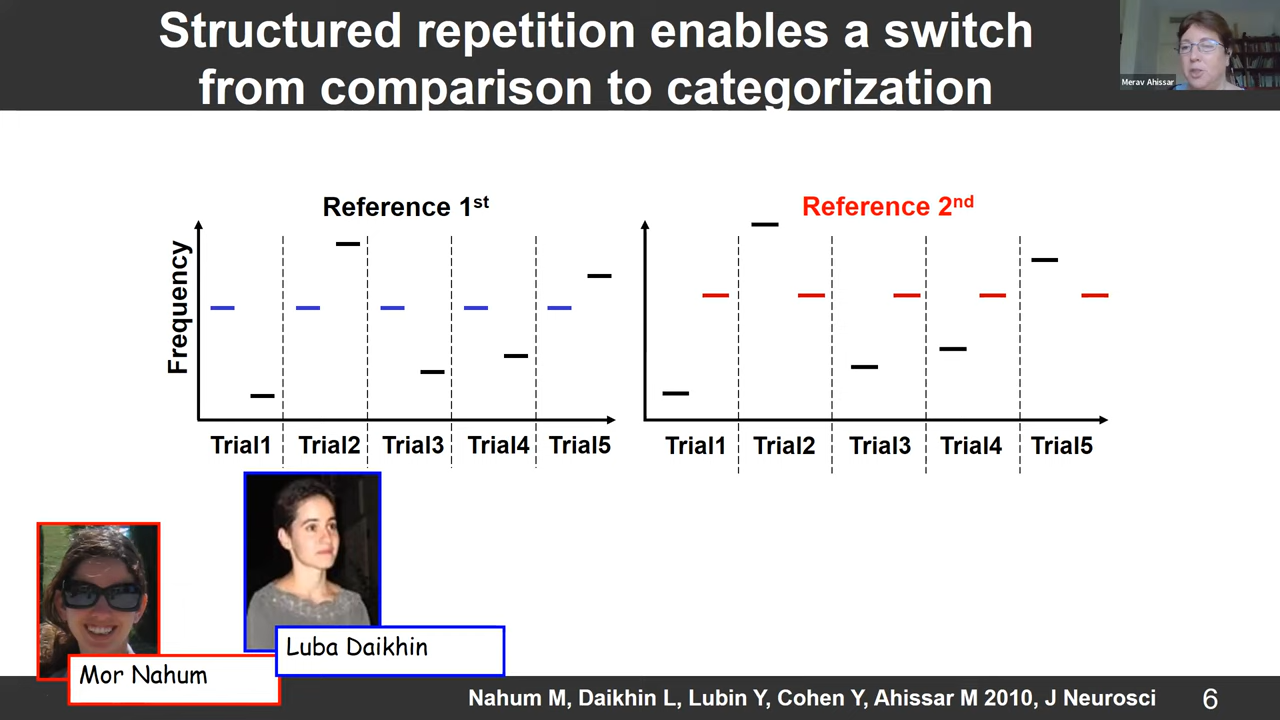 Structured repetition enables a switch
from comparison to categorization
Merav Ahissar
Reference 1st
Reference 2nd
Frequency
Trial1 Trial2 Trial3 Trial4 Trial5
Trial1 Trial2 Trial3 Trial4 Trial5
Luba Daikhin
Mor Nahum
Nahum M, Daikhin L, Lubin Y, Cohen Y, Ahissar M 2010, J Neurosci
6